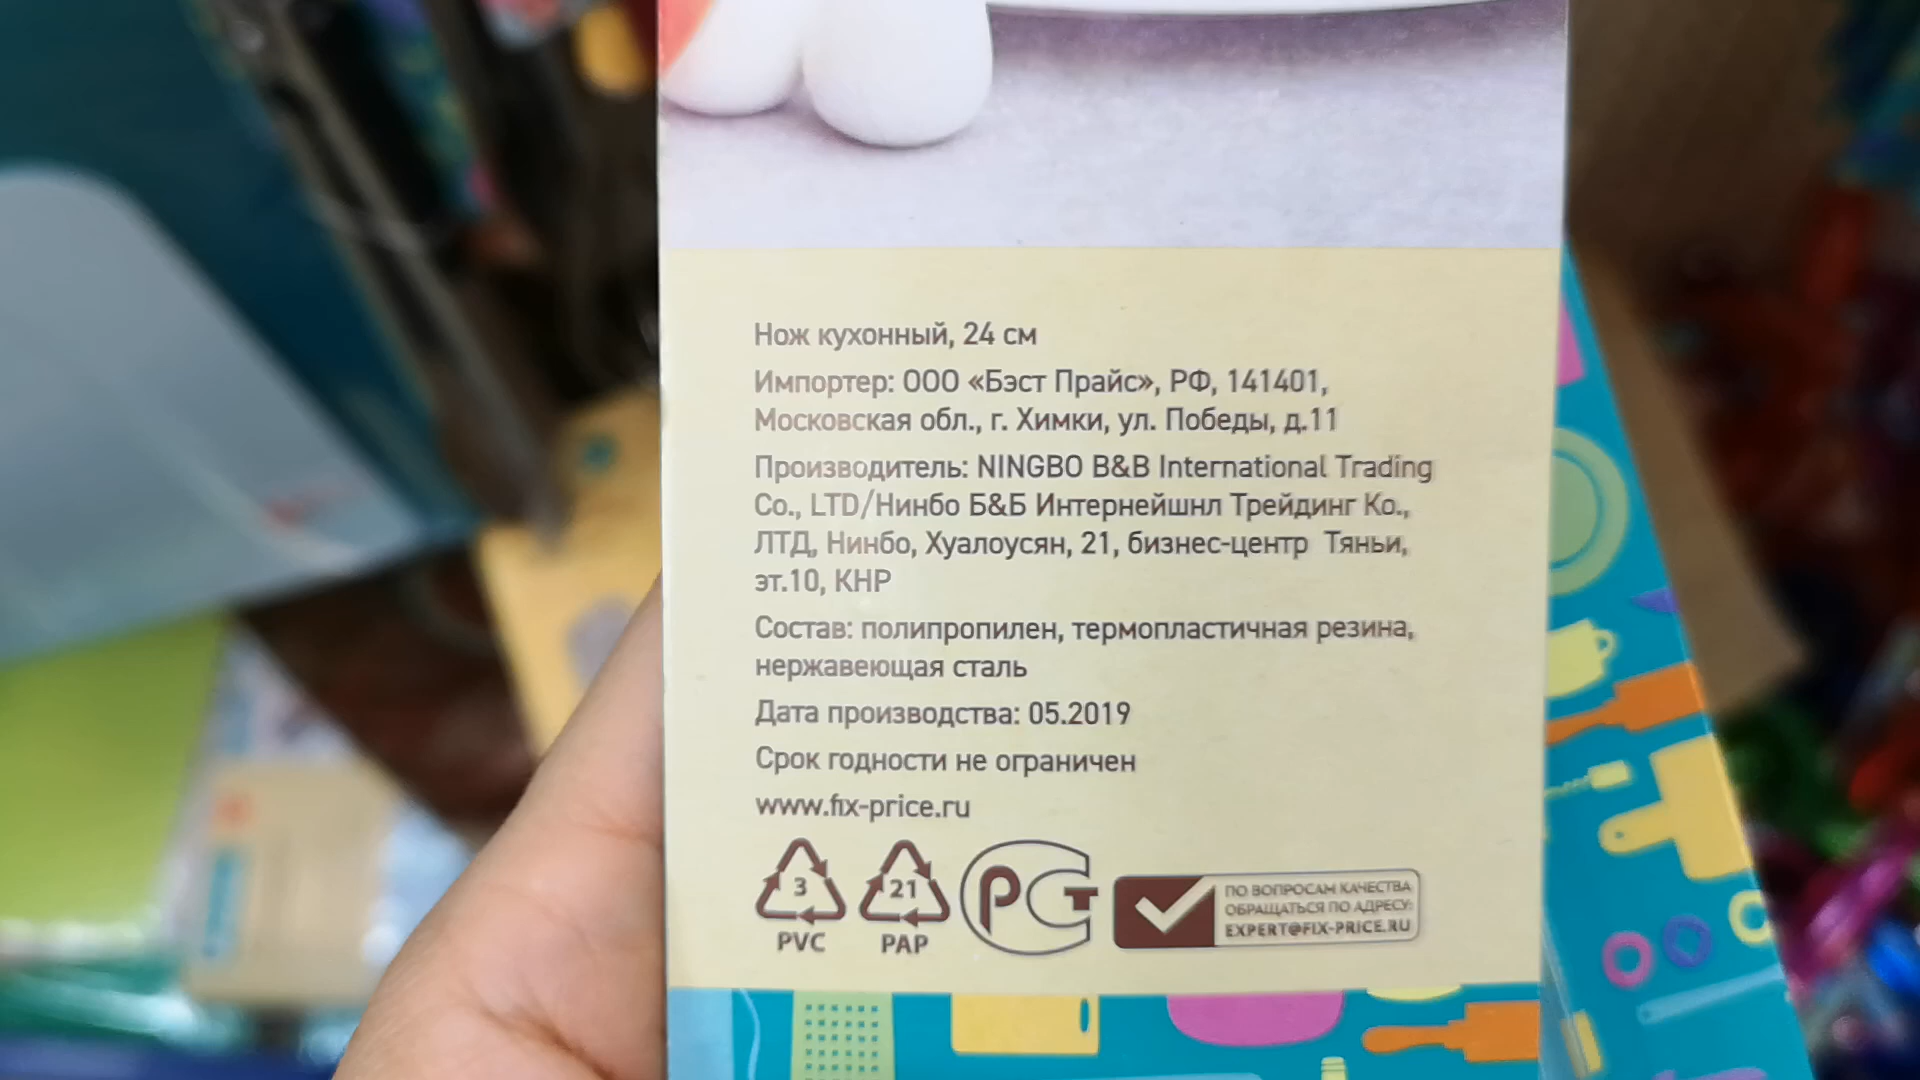 Нож кухонный, 24 см
Импортер: ООО «Бэст Прайс», РФ, 141401,
Московская обл., г. Химки, ул. Победы, д.11
Производитель: NINGBO B&B International Trading
Co., LTD/Нинбо Б&Б Интернейшнл Трейдинг Ко.,
ЛТД, Нинбо, Хуалоусян, 21, бизнес-центр Тяньи,
эт.10, КНР
Состав: полипропилен, термопластичная резина,
нержавеющая сталь
Дата производства: 05.2019
Срок годности не ограничен
www.fix-price.ru
3
PVC
21
PAP
РСТ
ПО ВОПРОСАМ КАЧЕСТВА
ОБРАЩАТЬСЯ ПО АДРЕСУ:
EXPERT@FIX-PRICE.RU